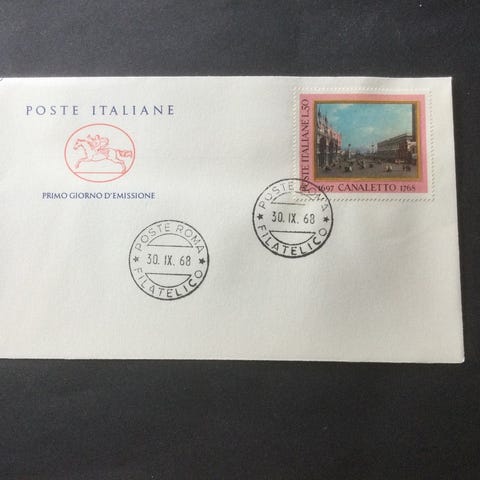 POSTE ITALIANE
PRIMO GIORNO D'EMISSIONE
POSTE ITALIANE L.50
1697 CANALETTO 1768
POSTE ROMA
30. IX. 68
FILATELICO
POSTE ROMA
30. IX. 68
FILATELICO